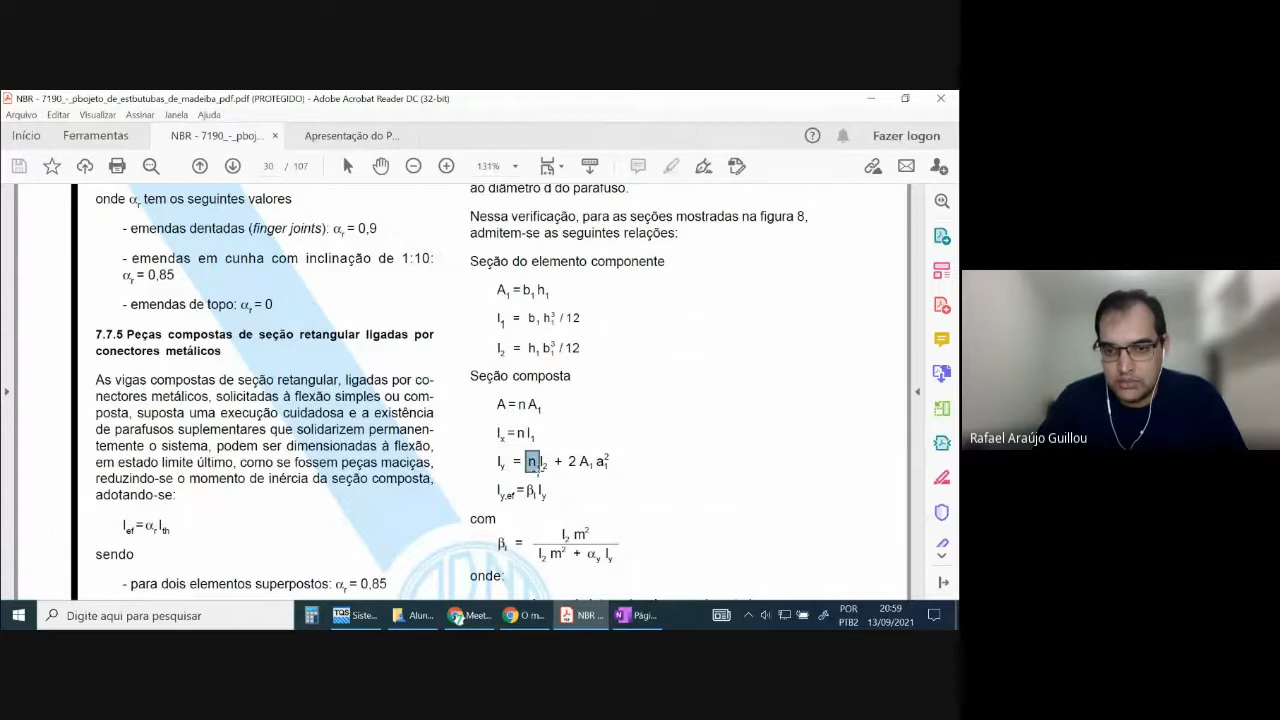 NBR - 7190_-_pbojeto_de_estbutubas_de_madeiba_pdf.pdf (PROTEGIDO) - Adobe Acrobat Reader DC (32-bit)
Arquivo Editar Visualizar Assinar Janela Ajuda
Início Ferramentas NBR - 7190_-_pboj... × Apresentação do P... Fazer logon
30 / 107 131%
onde αr tem os seguintes valores
- emendas dentadas (finger joints): αr = 0,9
- emendas em cunha com inclinação de 1:10:
αr = 0,85
- emendas de topo: αr = 0
7.7.5 Peças compostas de seção retangular ligadas por
conectores metálicos
As vigas compostas de seção retangular, ligadas por co-
nectores metálicos, solicitadas à flexão simples ou com-
posta, suposta uma execução cuidadosa e a existência
de parafusos suplementares que solidarizem permanen-
temente o sistema, podem ser dimensionadas à flexão,
em estado limite último, como se fossem peças maciças,
reduzindo-se o momento de inércia da seção composta,
adotando-se:
Ief = αr Ith
sendo
- para dois elementos superpostos: αr = 0,85
ao diâmetro d do parafuso.
Nessa verificação, para as seções mostradas na figura 8,
admitem-se as seguintes relações:
Seção do elemento componente
A1 = b1 h1
I1 = b1 h1³ / 12
I2 = h1 b1³ / 12
Seção composta
A = n A1
Ix = n I1
Iy = n I2 + 2 A1 a1²
Iy,ef = βI Iy
com
βI = I2 m² / (I2 m² + αy Iy)
onde:
Rafael Araújo Guillou
Digite aqui para pesquisar
TQS Siste... Alun... Meet... O m... NBR ... Pági...
POR
PTB2
20:59
13/09/2021